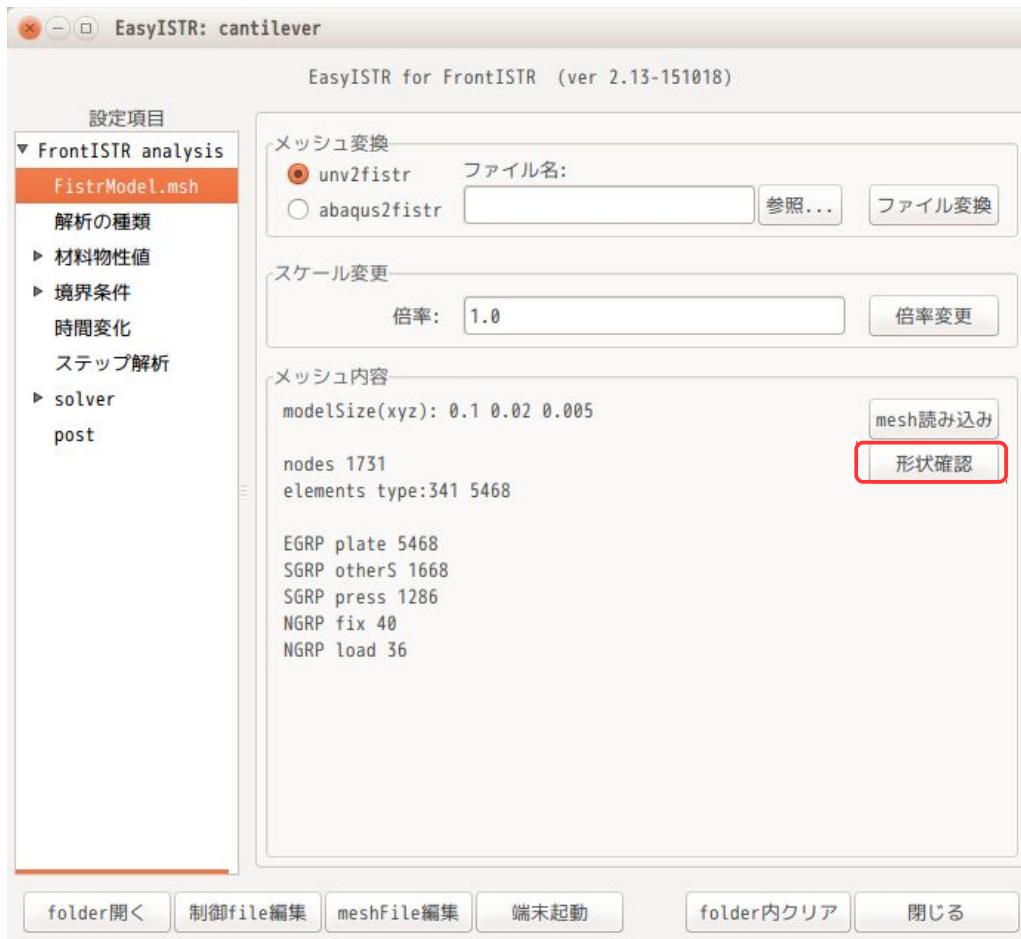 EasyISTR: cantilever
EasyISTR for FrontISTR (ver 2.13-151018)
設定項目
FrontISTR analysis
FistrModel.msh
解析の種類
材料物性値
境界条件
時間変化
ステップ解析
solver
post
メッシュ変換
unv2fistr
abaqus2fistr
ファイル名:
参照...
ファイル変換
スケール変更
倍率: 1.0
倍率変更
メッシュ内容
modelSize(xyz): 0.1 0.02 0.005
nodes 1731
elements type:341 5468
EGRP plate 5468
SGRP otherS 1668
SGRP press 1286
NGRP fix 40
NGRP load 36
mesh読み込み
形状確認
folder開く 制御file編集 meshFile編集 端末起動 folder内クリア 閉じる